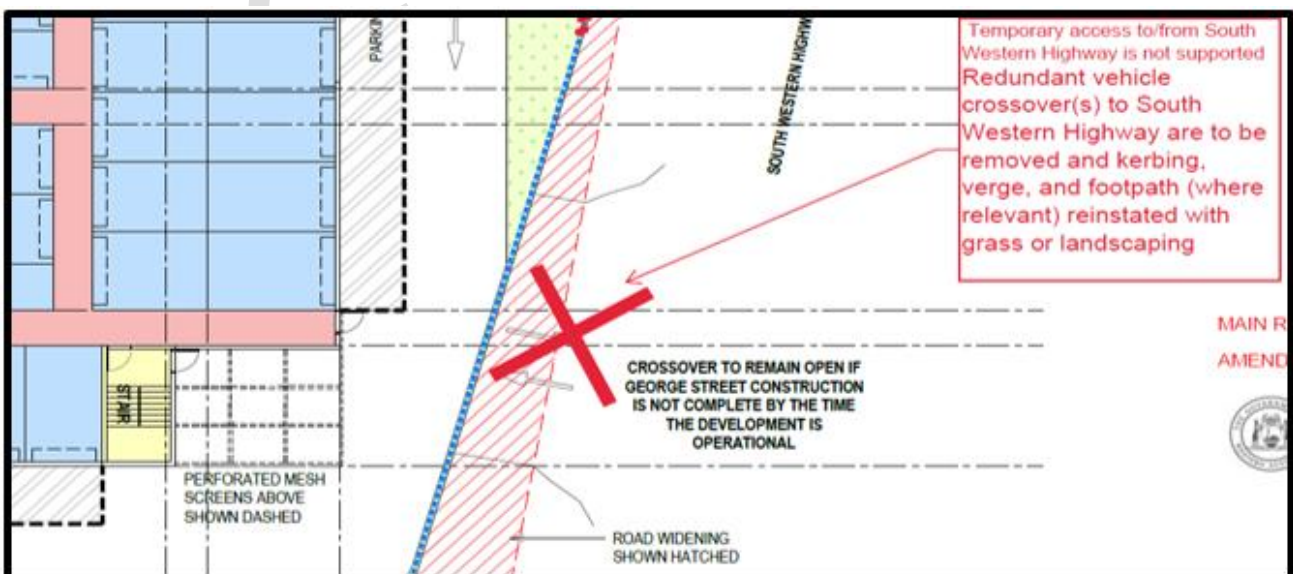 PARKIN
SOUTH WESTERN HIGHW
Temporary access to/from South
Western Highway is not supported
Redundant vehicle
crossover(s) to South
Western Highway are to be
removed and kerbing,
verge, and footpath (where
relevant) reinstated with
grass or landscaping
MAIN R
AMEND
CROSSOVER TO REMAIN OPEN IF
GEORGE STREET CONSTRUCTION
IS NOT COMPLETE BY THE TIME
THE DEVELOPMENT IS
OPERATIONAL
STAIR
PERFORATED MESH
SCREENS ABOVE
SHOWN DASHED
ROAD WIDENING
SHOWN HATCHED